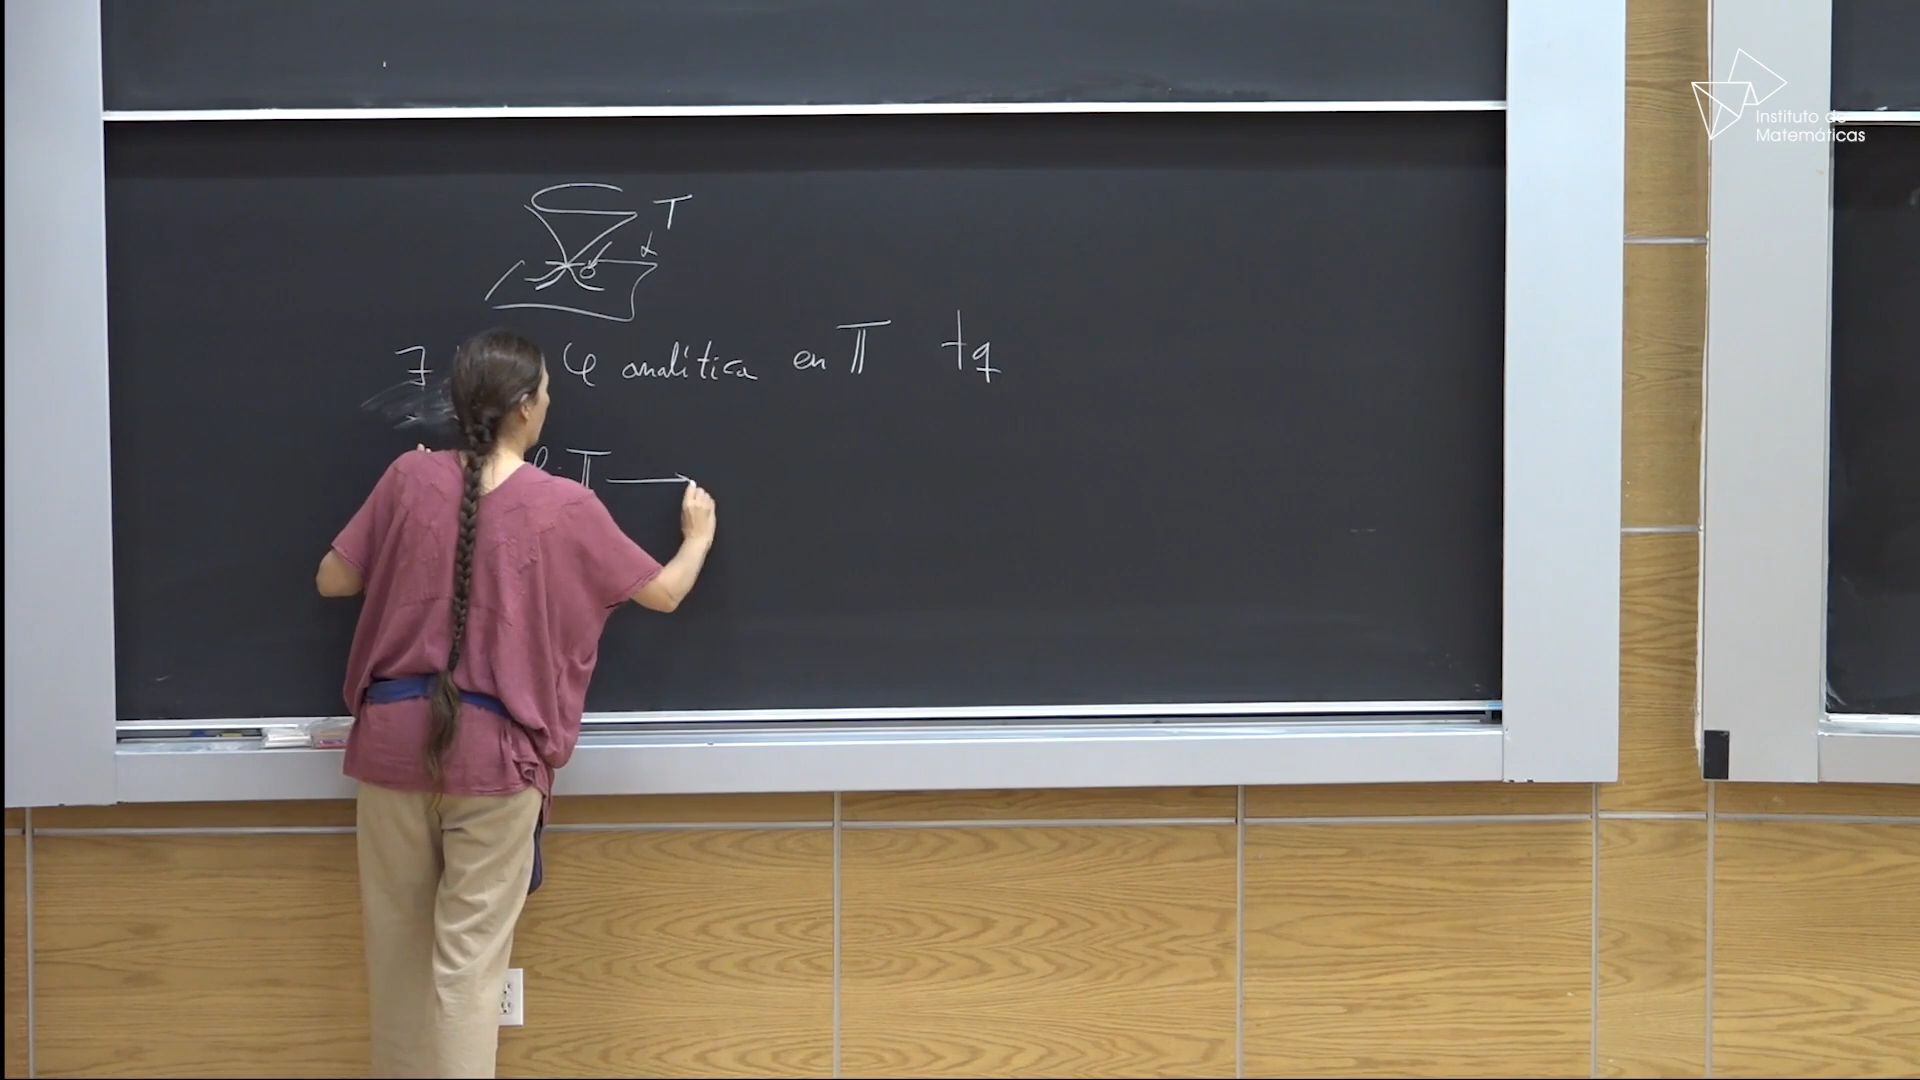 T
α
∃ φ analítica en 𝕋 tq
φ: 𝕋 ⟶
Instituto de
Matemáticas